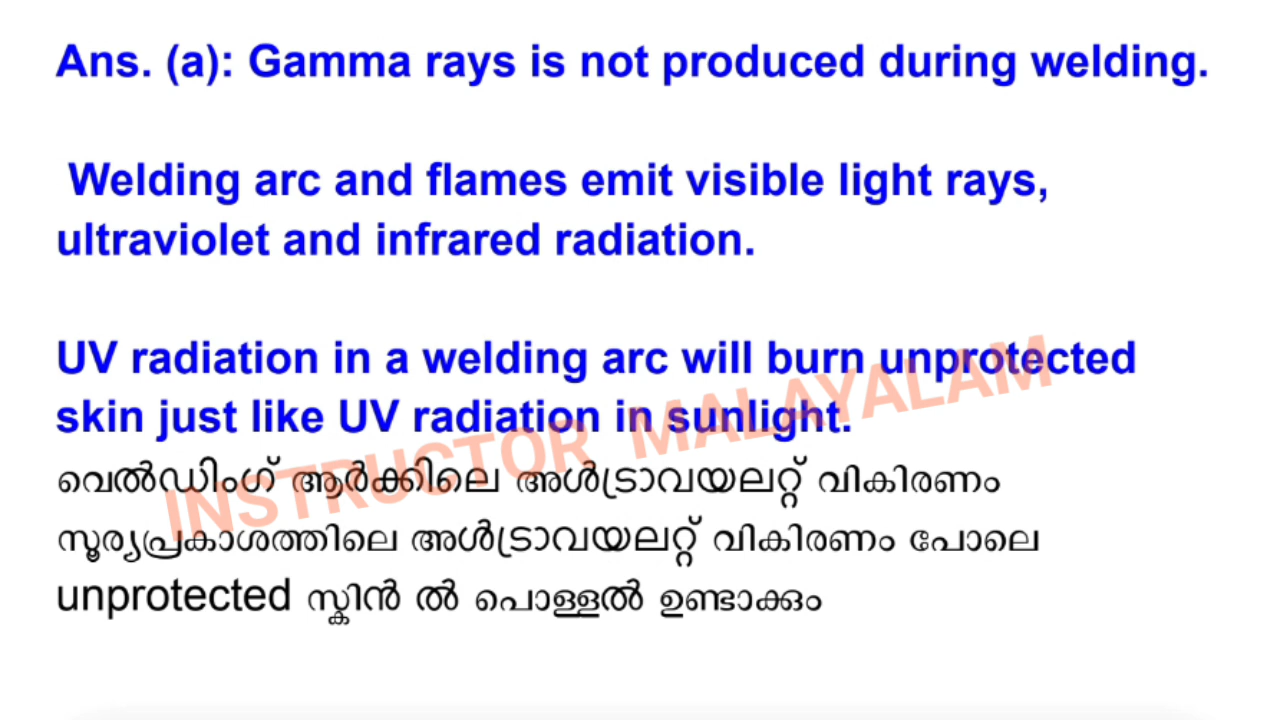 Ans. (a): Gamma rays is not produced during welding.
Welding arc and flames emit visible light rays,
ultraviolet and infrared radiation.
UV radiation in a welding arc will burn unprotected
skin just like UV radiation in sunlight.
INSTRUCTOR MALAYALAM
വെൽഡിംഗ് ആർക്കിലെ അൾട്രാവയലറ്റ് വികിരണം
സൂര്യപ്രകാശത്തിലെ അൾട്രാവയലറ്റ് വികിരണം പോലെ
unprotected സ്കിൻ ൽ പൊള്ളൽ ഉണ്ടാക്കും